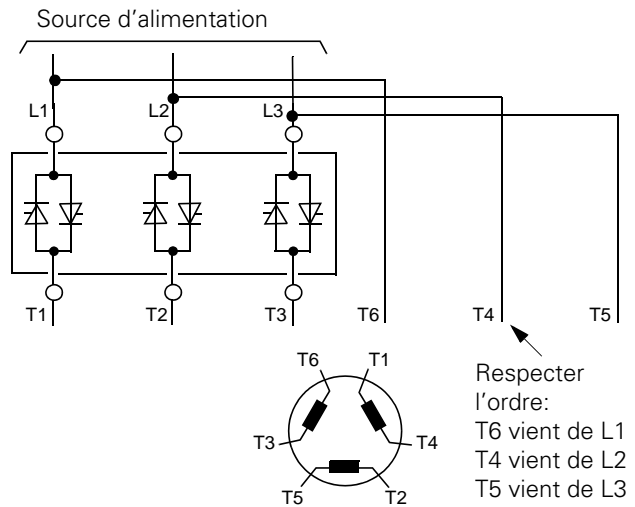 Source d'alimentation
L1 L2 L3
T1 T2 T3 T6 T4 T5
T6 T1
T3 T4
T5 T2
Respecter
l'ordre:
T6 vient de L1
T4 vient de L2
T5 vient de L3